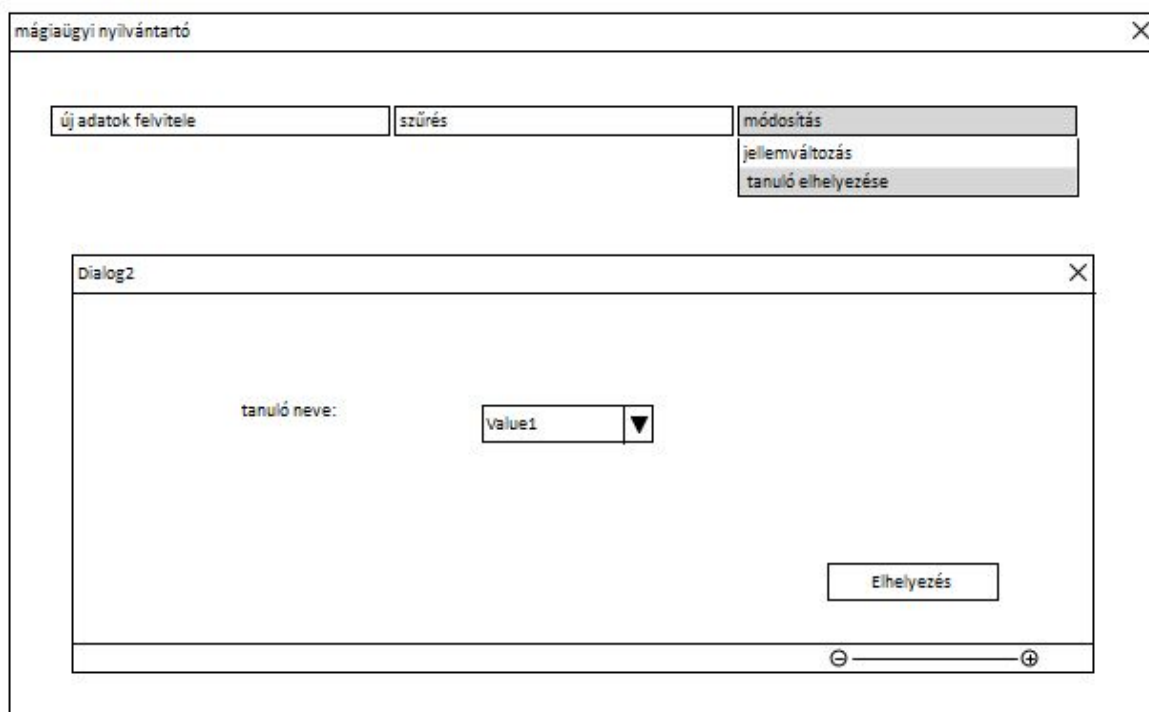 mágiaügyi nyilvántartó
új adatok felvitele
szűrés
módosítás
jellemváltozás
tanuló elhelyezése
Dialog2
tanuló neve:
Value1
Elhelyezés